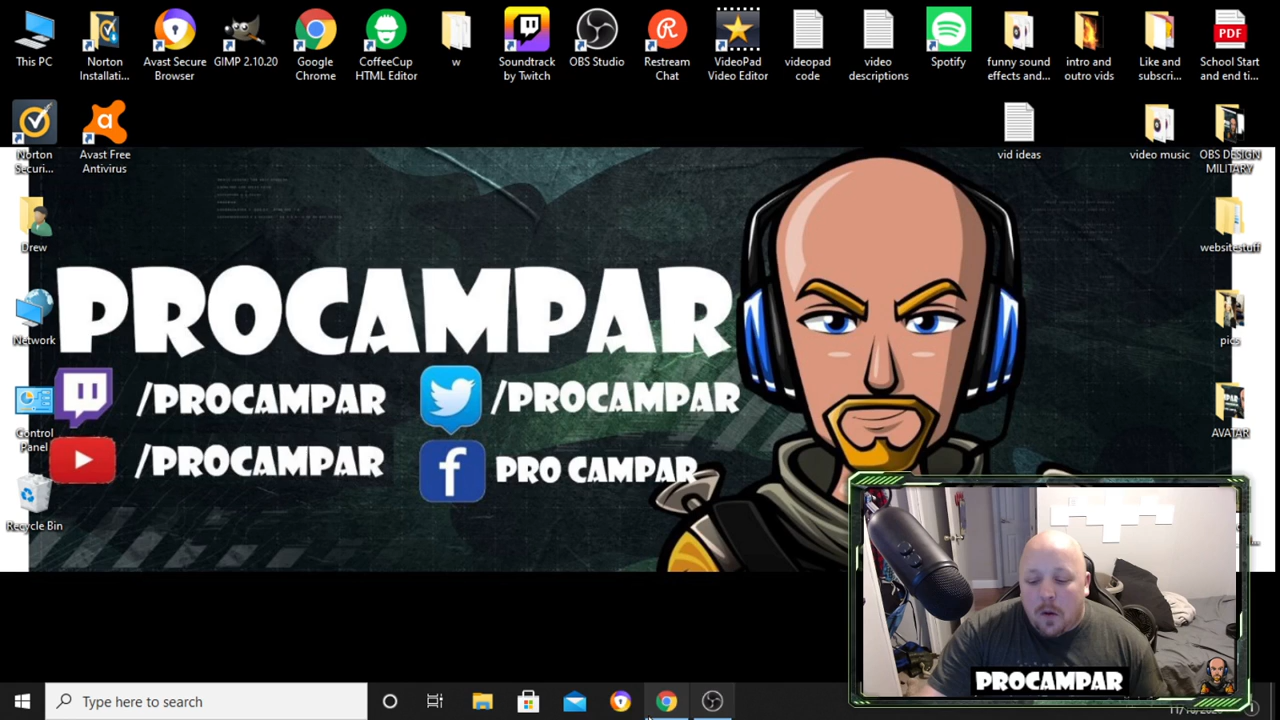 This PC
Norton Installati...
Avast Secure Browser
GIMP 2.10.20
Google Chrome
CoffeeCup HTML Editor
w
Soundtrack by Twitch
OBS Studio
Restream Chat
VideoPad Video Editor
videopad code
video descriptions
Spotify
funny sound effects and...
intro and outro vids
Like and subscri...
PDF
School Start and end ti...
Norton Securi...
Avast Free Antivirus
vid ideas
video music
OBS DESIGN MILITARY
Drew
websitestuff
PROCAMPAR
Network
pics
/PROCAMPAR
/PROCAMPAR
Control Panel
AVATAR
/PROCAMPAR
PRO CAMPAR
Recycle Bin
PROCAMPAR
Type here to search